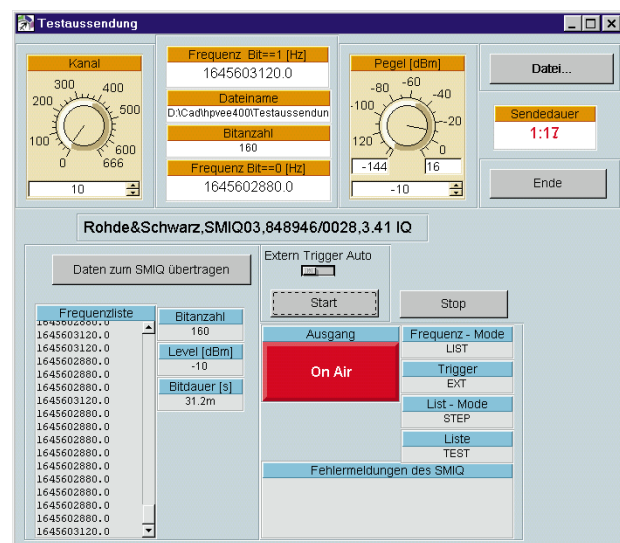 Testaussendung
Kanal
300
400
200
500
100
600
0
666
10
Frequenz Bit==1 [Hz]
1645603120.0
Dateiname
D:\Cad\hpvee400\Testaussendun
Bitanzahl
160
Frequenz Bit==0 [Hz]
1645602880.0
Pegel [dBm]
-60
-80
-40
-100
-20
120
0
-144
16
-10
Datei...
Sendedauer
1:17
Ende
Rohde&Schwarz,SMIQ03,848946/0028,3.41 IQ
Daten zum SMIQ übertragen
Extern Trigger Auto
Start
Stop
Frequenzliste
1645602880.0
1645603120.0
1645603120.0
1645602880.0
1645602880.0
1645602880.0
1645603120.0
1645602880.0
1645602880.0
1645602880.0
1645602880.0
1645602880.0
1645602880.0
1645602880.0
1645602880.0
1645603120.0
Bitanzahl
160
Level [dBm]
-10
Bitdauer [s]
31.2m
Ausgang
On Air
Frequenz - Mode
LIST
Trigger
EXT
List - Mode
STEP
Liste
TEST
Fehlermeldungen des SMIQ